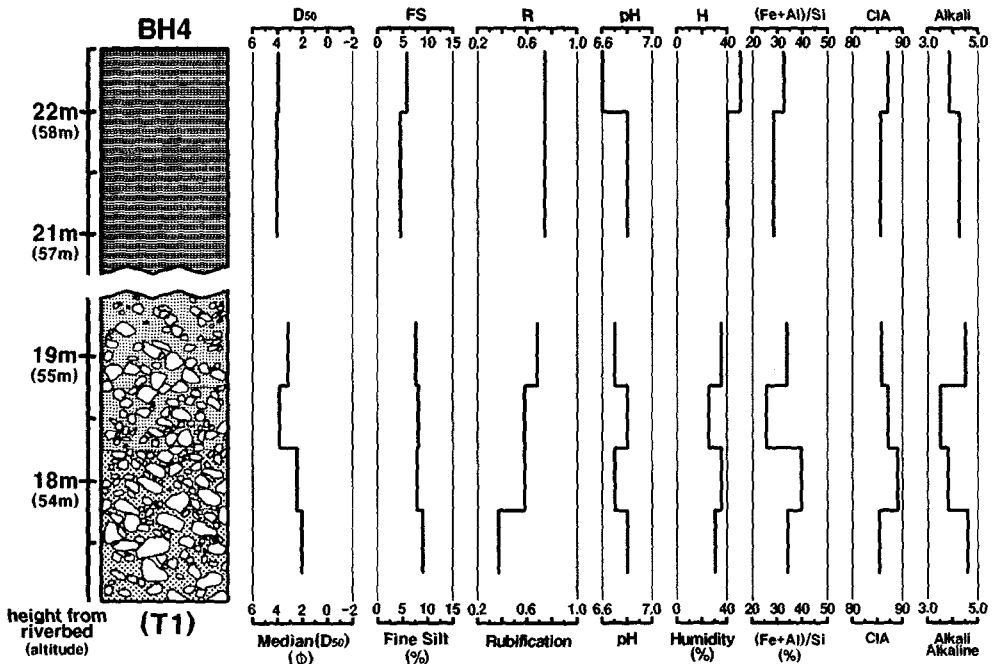 BH4
D50 FS R pH H (Fe+Al)/Si CIA Alkali
6 4 2 0 -2 0 5 10 15 0.2 0.6 1.0 6.6 7.0 0 40 20 30 40 50 80 90 3.0 5.0
22m
(58m)
21m
(57m)
19m
(55m)
18m
(54m)
height from
riverbed
(altitude)
(T1)
6 4 2 0 -2 0 5 10 15 0.2 0.6 1.0 6.6 7.0 0 40 20 30 40 50 80 90 3.0 5.0
Median(D50) Fine Silt Rubification pH Humidity (Fe+Al)/Si CIA Alkali
Alkaline
(Φ) (%) (%) (%)